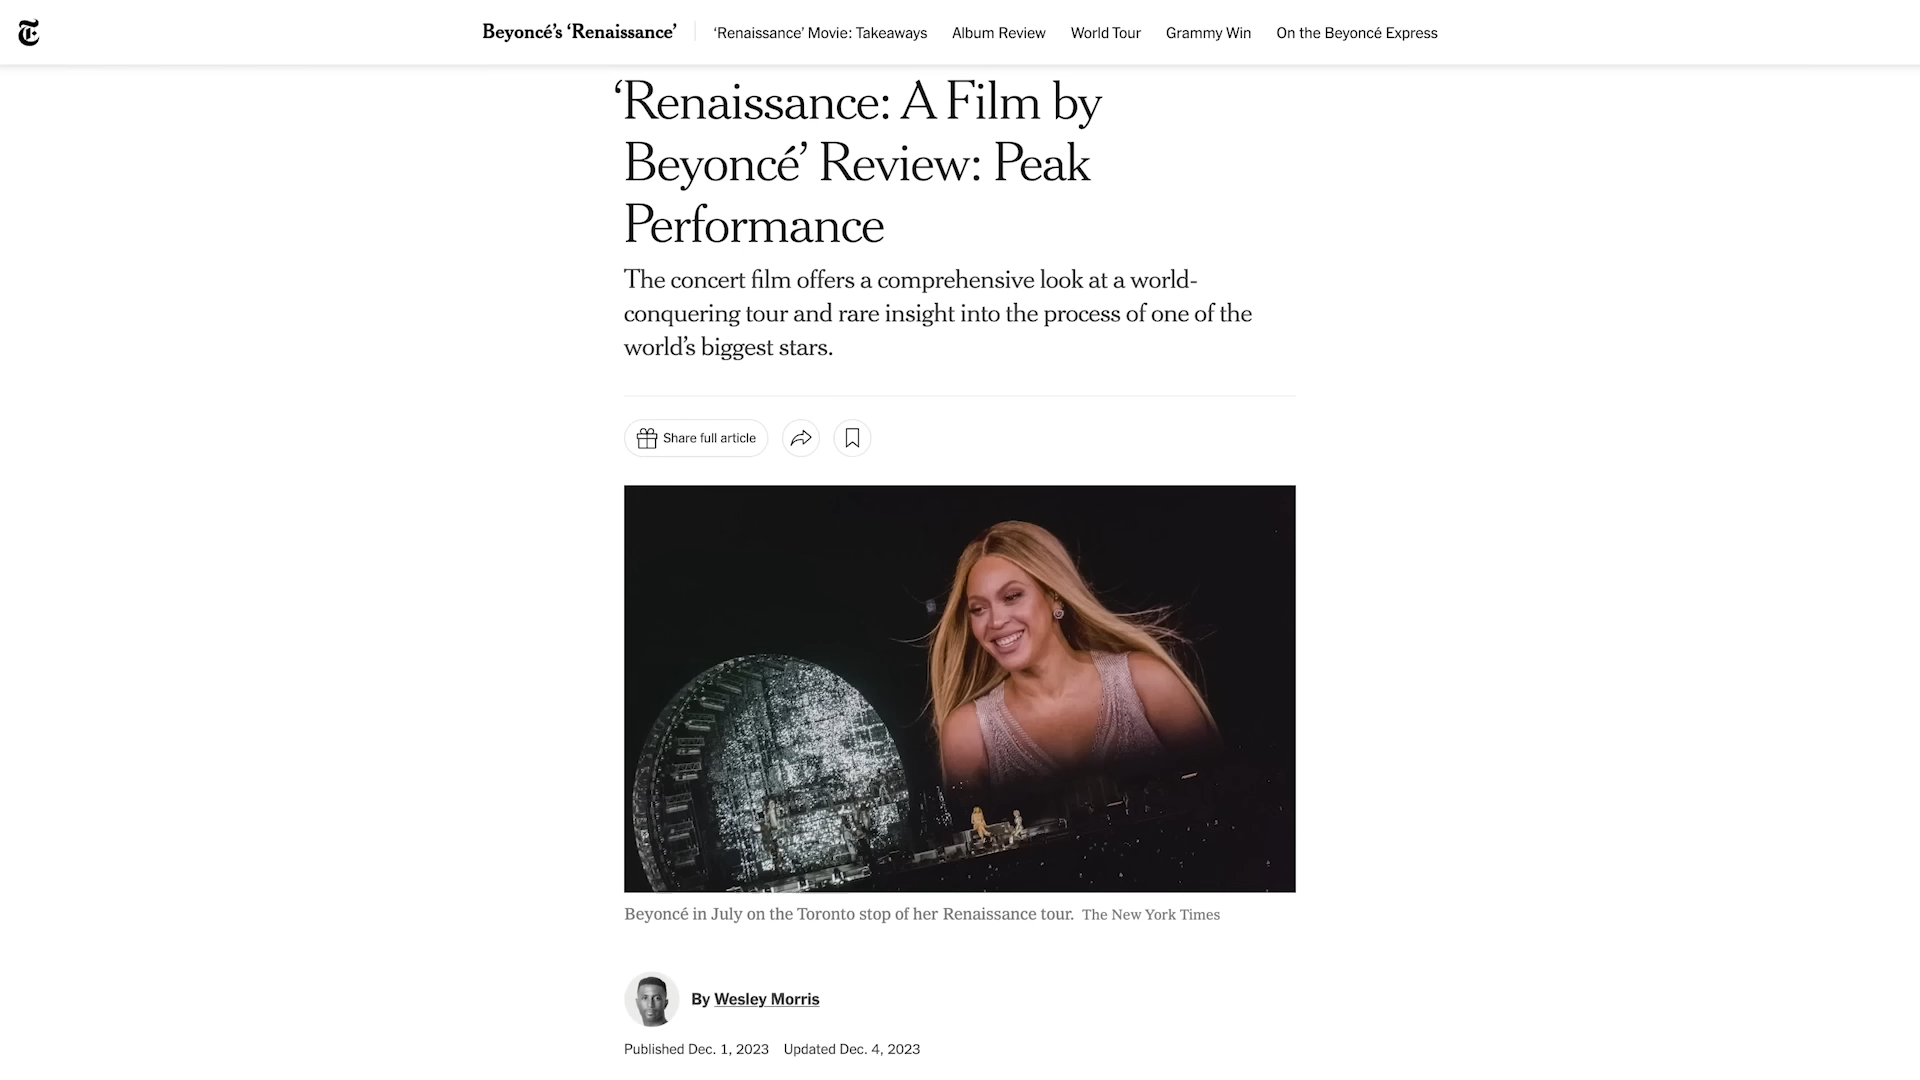 Beyoncé’s ‘Renaissance’ ‘Renaissance’ Movie: Takeaways Album Review World Tour Grammy Win On the Beyoncé Express
‘Renaissance: A Film by
Beyoncé’ Review: Peak
Performance
The concert film offers a comprehensive look at a world-
conquering tour and rare insight into the process of one of the
world’s biggest stars.
Share full article
Beyoncé in July on the Toronto stop of her Renaissance tour. The New York Times
By Wesley Morris
Published Dec. 1, 2023 Updated Dec. 4, 2023